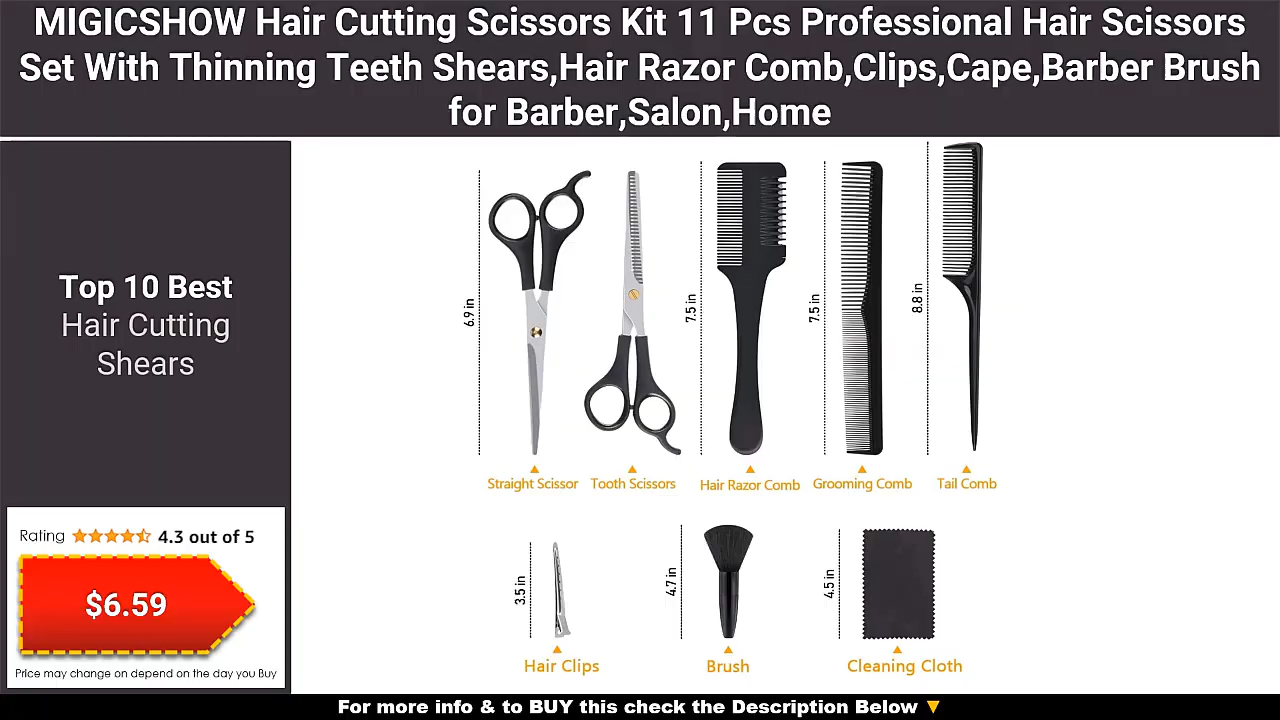 MIGICSHOW Hair Cutting Scissors Kit 11 Pcs Professional Hair Scissors
Set With Thinning Teeth Shears,Hair Razor Comb,Clips,Cape,Barber Brush
for Barber,Salon,Home
Top 10 Best
Hair Cutting
Shears
Rating 4.3 out of 5
$6.59
Price may change on depend on the day you Buy
6.9 in
7.5 in
7.5 in
8.8 in
Straight Scissor Tooth Scissors Hair Razor Comb Grooming Comb Tail Comb
3.5 in
4.7 in
4.5 in
Hair Clips Brush Cleaning Cloth
For more info & to BUY this check the Description Below ▼